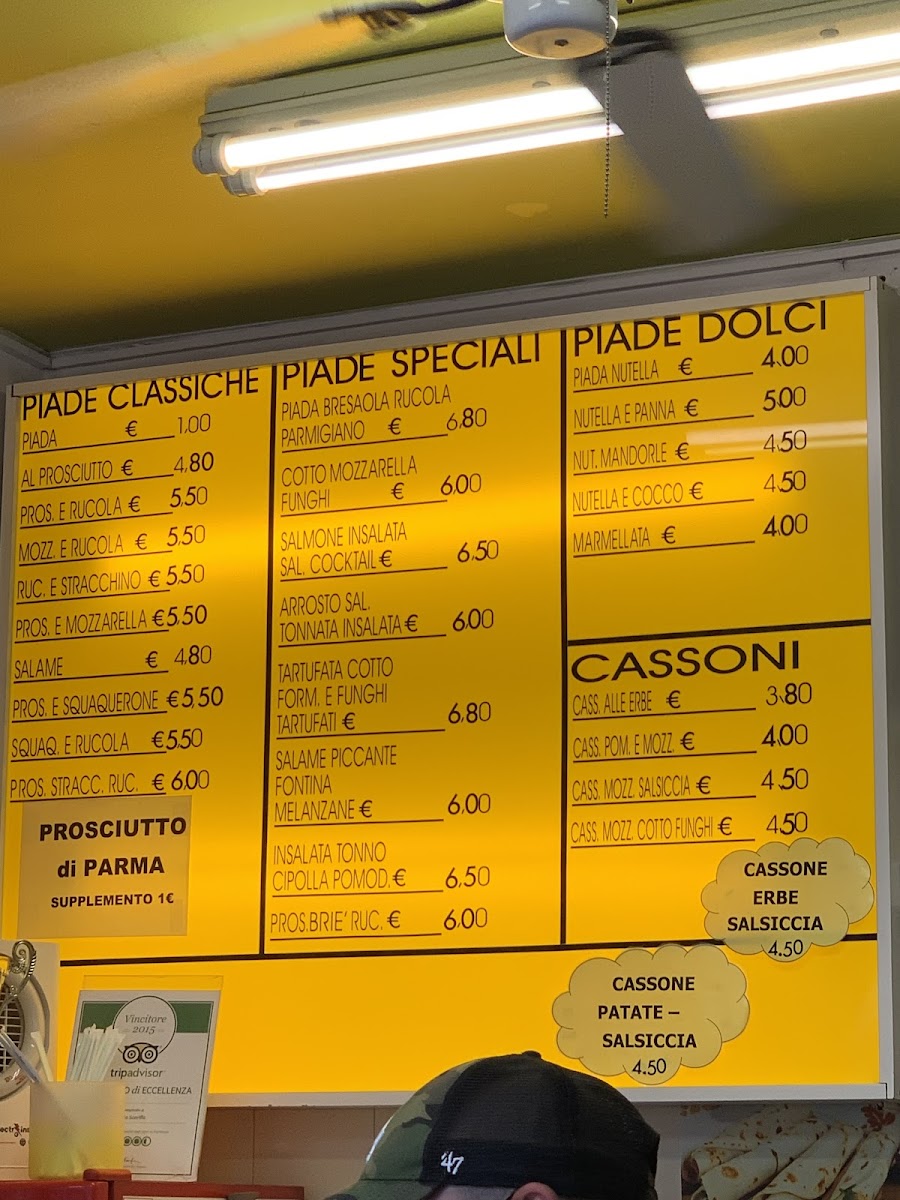 PIADE CLASSICHE
PIADA € 1.00
AL PROSCIUTTO € 4.80
PROS. E RUCOLA € 5.50
MOZZ. E RUCOLA € 5.50
RUC. E STRACCHINO € 5.50
PROS. E MOZZARELLA € 5.50
SALAME € 4.80
PROS. E SQUAQUERONE € 5.50
SQUAQ. E RUCOLA € 5.50
PROS. STRACC. RUC. € 6.00
PROSCIUTTO
di PARMA
SUPPLEMENTO 1€
PIADE SPECIALI
PIADA BRESAOLA RUCOLA
PARMIGIANO € 6.80
COTTO MOZZARELLA
FUNGHI € 6.00
SALMONE INSALATA
SAL. COCKTAIL € 6.50
ARROSTO SAL.
TONNATA INSALATA € 6.00
TARTUFATA COTTO
FORM. E FUNGHI
TARTUFATI € 6.80
SALAME PICCANTE
FONTINA
MELANZANE € 6.00
INSALATA TONNO
CIPOLLA POMOD. € 6.50
PROS.BRIE' RUC. € 6.00
PIADE DOLCI
PIADA NUTELLA € 4.00
NUTELLA E PANNA € 5.00
NUT. MANDORLE € 4.50
NUTELLA E COCCO € 4.50
MARMELLATA € 4.00
CASSONI
CASS. ALLE ERBE € 3.80
CASS. POM. E MOZZ. € 4.00
CASS. MOZZ. SALSICCIA € 4.50
CASS. MOZZ. COTTO FUNGHI € 4.50
CASSONE
ERBE
SALSICCIA
4.50
CASSONE
PATATE –
SALSICCIA
4.50
Vincitore
2015
tripadvisor
di ECCELLENZA
47